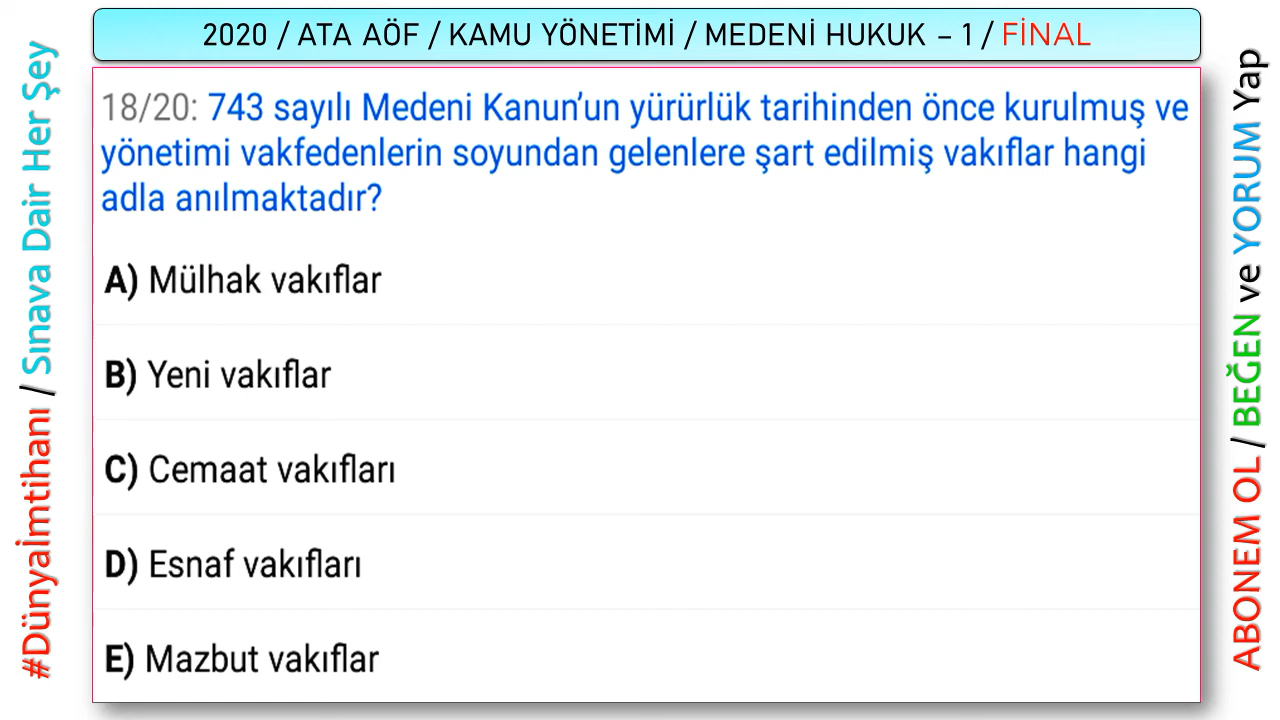 2020 / ATA AÖF / KAMU YÖNETİMİ / MEDENİ HUKUK – 1 / FİNAL
#Dünyaİmtihanı / Sınava Dair Her Şey
18/20: 743 sayılı Medeni Kanun’un yürürlük tarihinden önce kurulmuş ve
yönetimi vakfedenlerin soyundan gelenlere şart edilmiş vakıflar hangi
adla anılmaktadır?
A) Mülhak vakıflar
B) Yeni vakıflar
C) Cemaat vakıfları
D) Esnaf vakıfları
E) Mazbut vakıflar
ABONEM OL / BEĞEN ve YORUM Yap